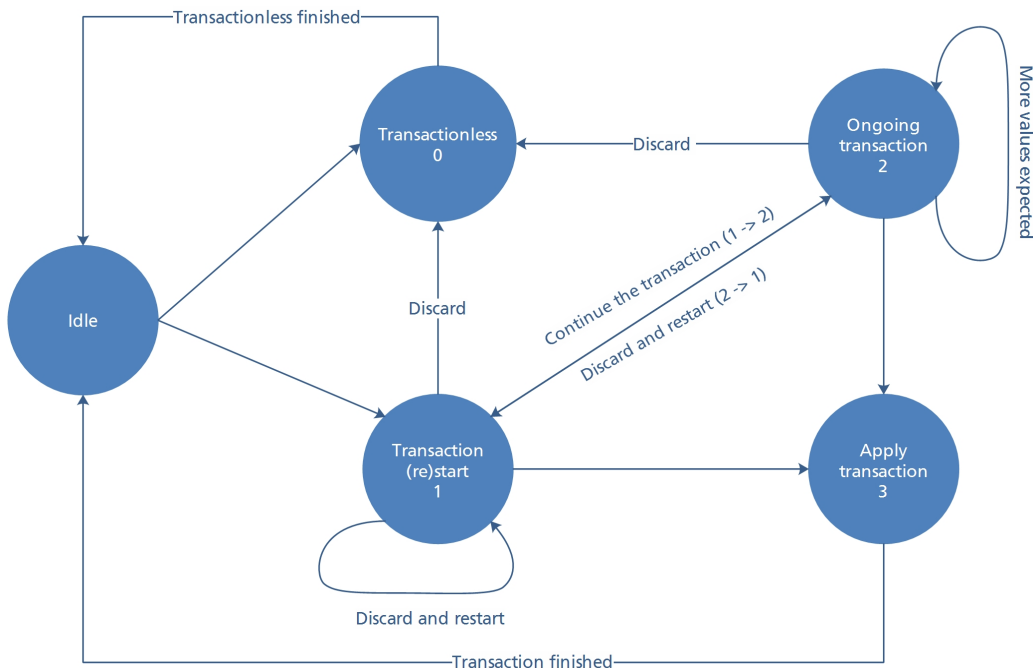 Transactionless finished
Transactionless
0
Ongoing
transaction
2
More values expected
Discard
Continue the transaction (1 -> 2)
Discard and restart (2 -> 1)
Discard
Idle
Transaction
(re)start
1
Apply
transaction
3
Discard and restart
Transaction finished